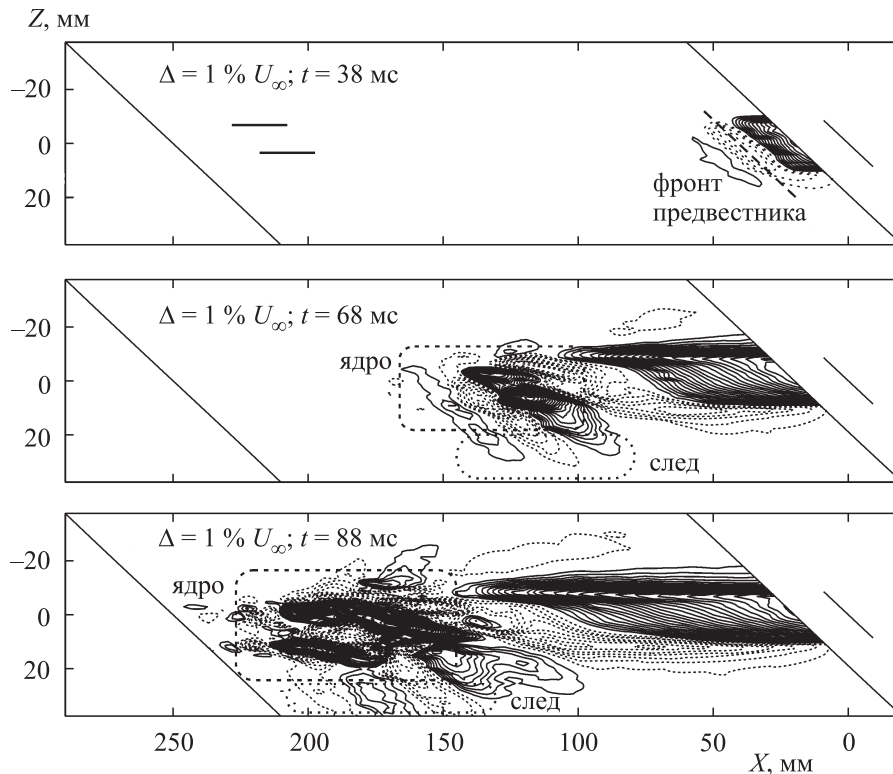 Z, мм
Δ = 1 % U∞; t = 38 мс
–20
0
20
фронт
предвестника
Δ = 1 % U∞; t = 68 мс
–20
ядро
0
20
след
Δ = 1 % U∞; t = 88 мс
–20
ядро
0
20
след
250 200 150 100 50 0
X, мм